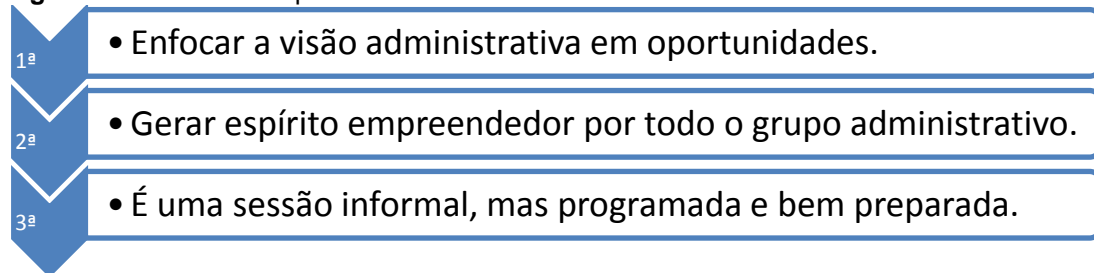 1ª
• Enfocar a visão administrativa em oportunidades.
2ª
• Gerar espírito empreendedor por todo o grupo administrativo.
3ª
• É uma sessão informal, mas programada e bem preparada.